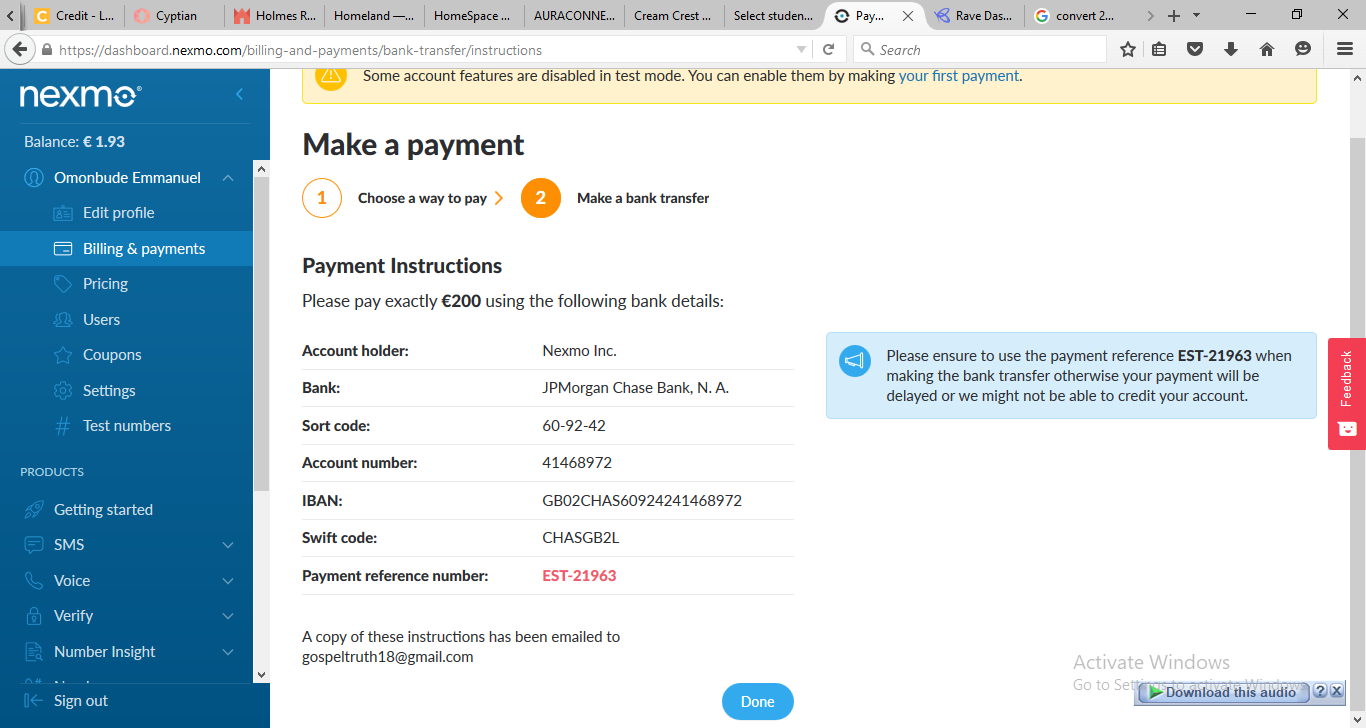 Credit - L...
Cyptian
Holmes R...
Homeland —...
HomeSpace ...
AURACONNE...
Cream Crest ...
Select studen...
Pay...
Rave Das...
convert 2...
https://dashboard.nexmo.com/billing-and-payments/bank-transfer/instructions
Search
nexmo
Balance: € 1.93
Omonbude Emmanuel
Edit profile
Billing & payments
Pricing
Users
Coupons
Settings
Test numbers
PRODUCTS
Getting started
SMS
Voice
Verify
Number Insight
Sign out
Some account features are disabled in test mode. You can enable them by making your first payment.
Make a payment
1 Choose a way to pay
2 Make a bank transfer
Payment Instructions
Please pay exactly €200 using the following bank details:
Account holder: Nexmo Inc.
Bank: JPMorgan Chase Bank, N. A.
Sort code: 60-92-42
Account number: 41468972
IBAN: GB02CHAS60924241468972
Swift code: CHASGB2L
Payment reference number: EST-21963
Please ensure to use the payment reference EST-21963 when
making the bank transfer otherwise your payment will be
delayed or we might not be able to credit your account.
A copy of these instructions has been emailed to
gospeltruth18@gmail.com
Done
Feedback
Activate Windows
Go to Settings to activate Windows.
Download this audio